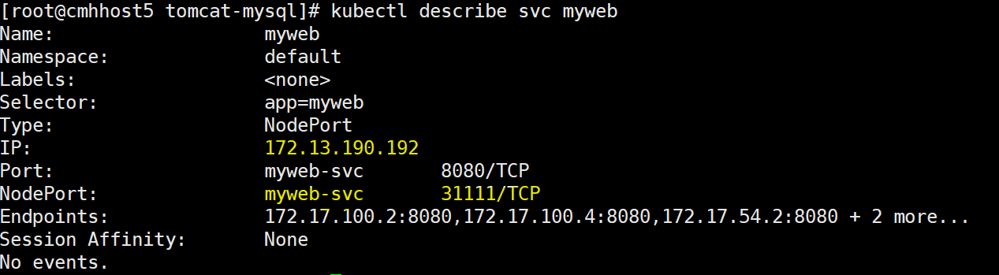 [root@cmhhost5 tomcat-mysql]# kubectl describe svc myweb
Name: myweb
Namespace: default
Labels: <none>
Selector: app=myweb
Type: NodePort
IP: 172.13.190.192
Port: myweb-svc 8080/TCP
NodePort: myweb-svc 31111/TCP
Endpoints: 172.17.100.2:8080,172.17.100.4:8080,172.17.54.2:8080 + 2 more...
Session Affinity: None
No events.